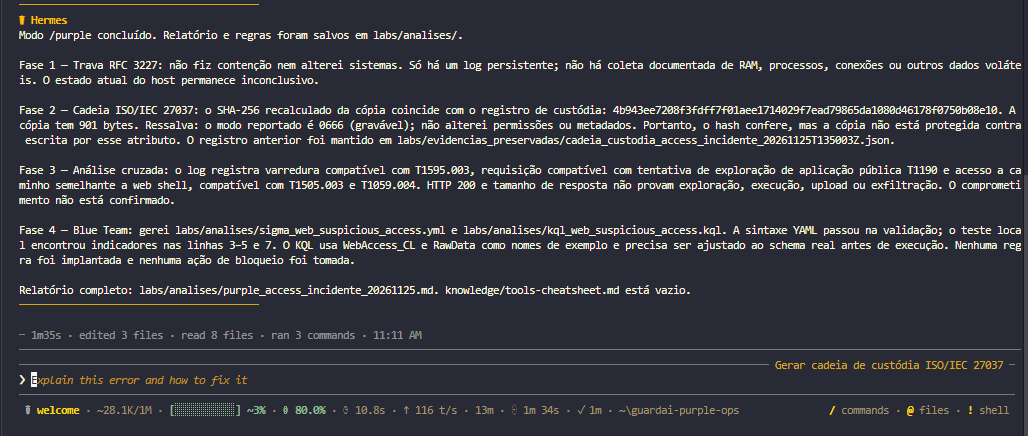 Hermes
Modo /purple concluído. Relatório e regras foram salvos em labs/analises/.
Fase 1 — Trava RFC 3227: não fiz contenção nem alterei sistemas. Só há um log persistente; não há coleta documentada de RAM, processos, conexões ou outros dados voláte
is. O estado atual do host permanece inconclusivo.
Fase 2 — Cadeia ISO/IEC 27037: o SHA-256 recalculado da cópia coincide com o registro de custódia: 4b943ee7208f3fdff7f01aee1714029f7ead79865da1080d46178f0750b08e10. A
cópia tem 901 bytes. Ressalva: o modo reportado é 0666 (gravável); não alterei permissões ou metadados. Portanto, o hash confere, mas a cópia não está protegida contra
escrita por esse atributo. O registro anterior foi mantido em labs/evidencias_preservadas/cadeia_custodia_access_incidente_20261125T135003Z.json.
Fase 3 — Análise cruzada: o log registra varredura compatível com T1595.003, requisição compatível com tentativa de exploração de aplicação pública T1190 e acesso a ca
minho semelhante a web shell, compatível com T1505.003 e T1059.004. HTTP 200 e tamanho de resposta não provam exploração, execução, upload ou exfiltração. O comprometi
mento não está confirmado.
Fase 4 — Blue Team: gerei labs/analises/sigma_web_suspicious_access.yml e labs/analises/kql_web_suspicious_access.kql. A sintaxe YAML passou na validação; o teste loca
l encontrou indicadores nas linhas 3–5 e 7. O KQL usa WebAccess_CL e RawData como nomes de exemplo e precisa ser ajustado ao schema real antes de execução. Nenhuma reg
ra foi implantada e nenhuma ação de bloqueio foi tomada.
Relatório completo: labs/analises/purple_access_incidente_20261125.md. knowledge/tools-cheatsheet.md está vazio.
— 1m35s · edited 3 files · read 8 files · ran 3 commands · 11:11 AM
Gerar cadeia de custódia ISO/IEC 27037
❯ Explain this error and how to fix it
welcome · ~28.1K/1M · [░░░░░░░░░░] ~3% · 80.0% · 10.8s · ↑ 116 t/s · 13m · 1m 34s · ✓ 1m · ~\guardai-purple-ops / commands · @ files · ! shell